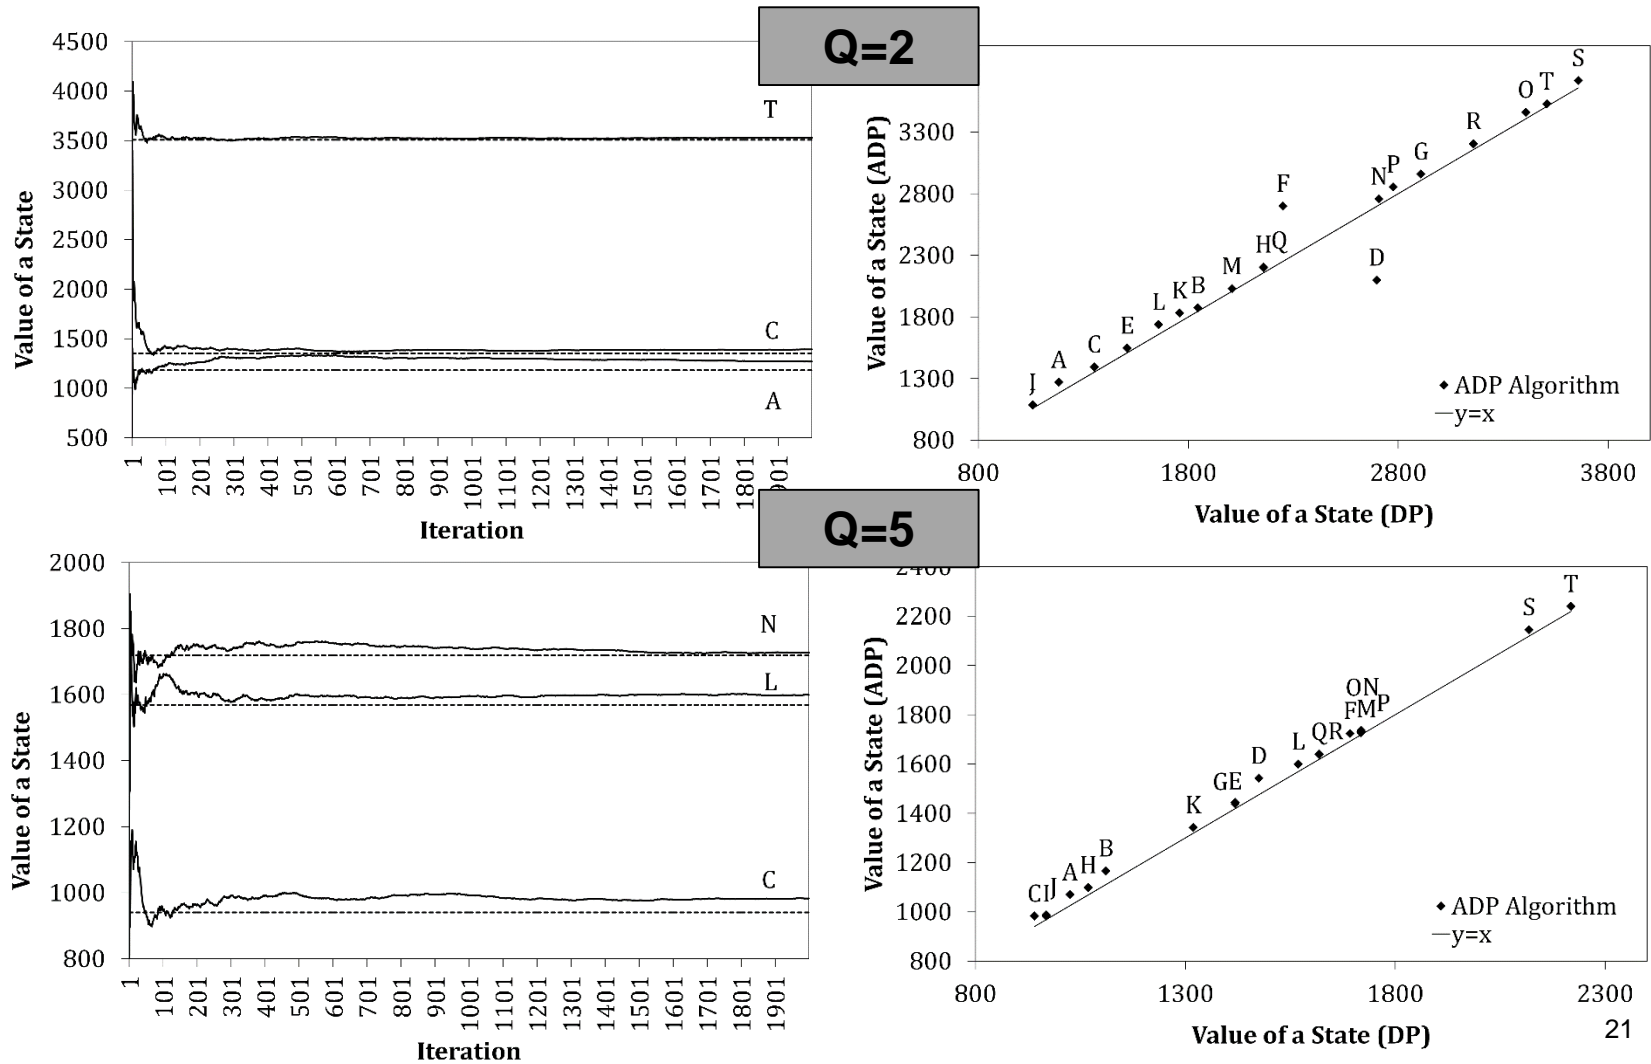 Q=2
4500
4000
3500
3000
2500
2000
1500
1000
500
Value of a State
T
C
A
1 101 201 301 401 501 601 701 801 901 1001 1101 1201 1301 1401 1501 1601 1701 1801
Iteration
3300
2800
2300
1800
1300
800
Value of a State (ADP)
S
T
O
R
G
P
N
F
D
Q
H
M
B
K
L
E
C
A
J
ADP Algorithm
y=x
800 1800 2800 3800
Value of a State (DP)
Q=5
2000
1800
1600
1400
1200
1000
800
Value of a State
N
L
C
1 101 201 301 401 501 601 701 801 901 1001 1101 1201 1301 1401 1501 1601 1701 1801 1901
Iteration
2400
2200
2000
1800
1600
1400
1200
1000
800
Value of a State (ADP)
T
S
ON
FMP
QR
L
D
GE
K
B
H
A
J
CI
ADP Algorithm
y=x
800 1300 1800 2300
Value of a State (DP)
21